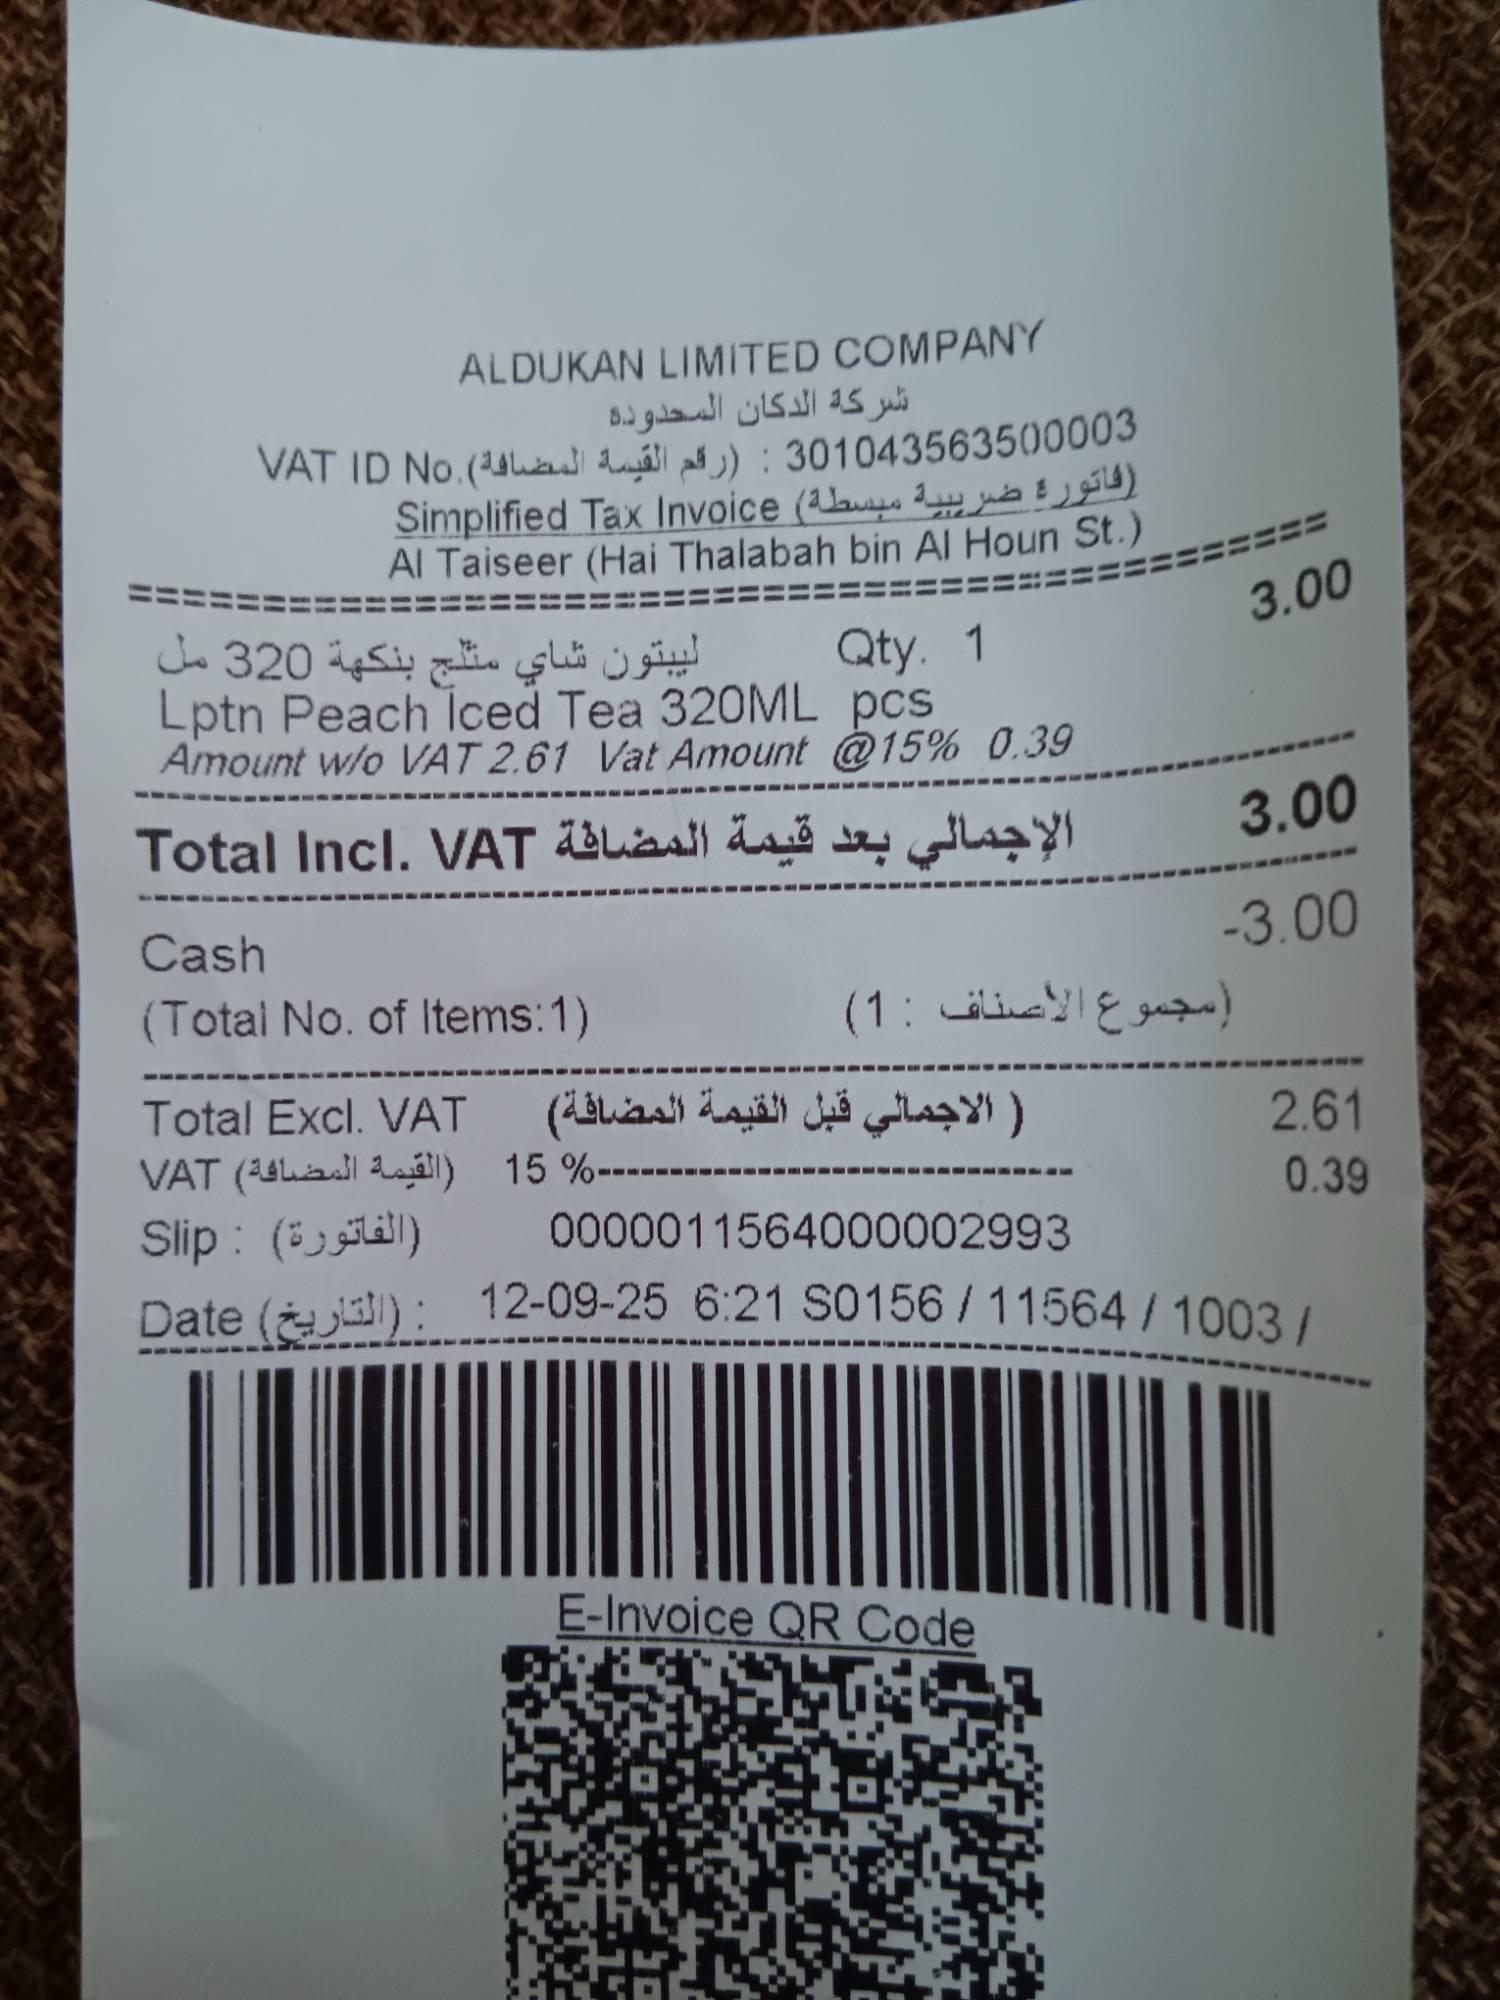 ALDUKAN LIMITED COMPANY
شركة الدكان المحدودة
VAT ID No.(رقم القيمة المضافة) : 301043563500003
Simplified Tax Invoice (فاتورة ضريبية مبسطة)
Al Taiseer (Hai Thalabah bin Al Houn St.)
ليبتون شاي مثلج بنكهة 320 مل Qty. 1 3.00
Lptn Peach Iced Tea 320ML pcs
Amount w/o VAT 2.61 Vat Amount @15% 0.39
Total Incl. VAT الإجمالي بعد قيمة المضافة 3.00
Cash -3.00
(Total No. of Items:1) (مجموع الأصناف : 1)
Total Excl. VAT (الاجمالي قبل القيمة المضافة) 2.61
VAT (القيمة المضافة) 15 %------------------------------- 0.39
Slip : (الفاتورة) 0000011564000002993
Date (التاريخ) : 12-09-25 6:21 S0156 / 11564 / 1003 /
E-Invoice QR Code